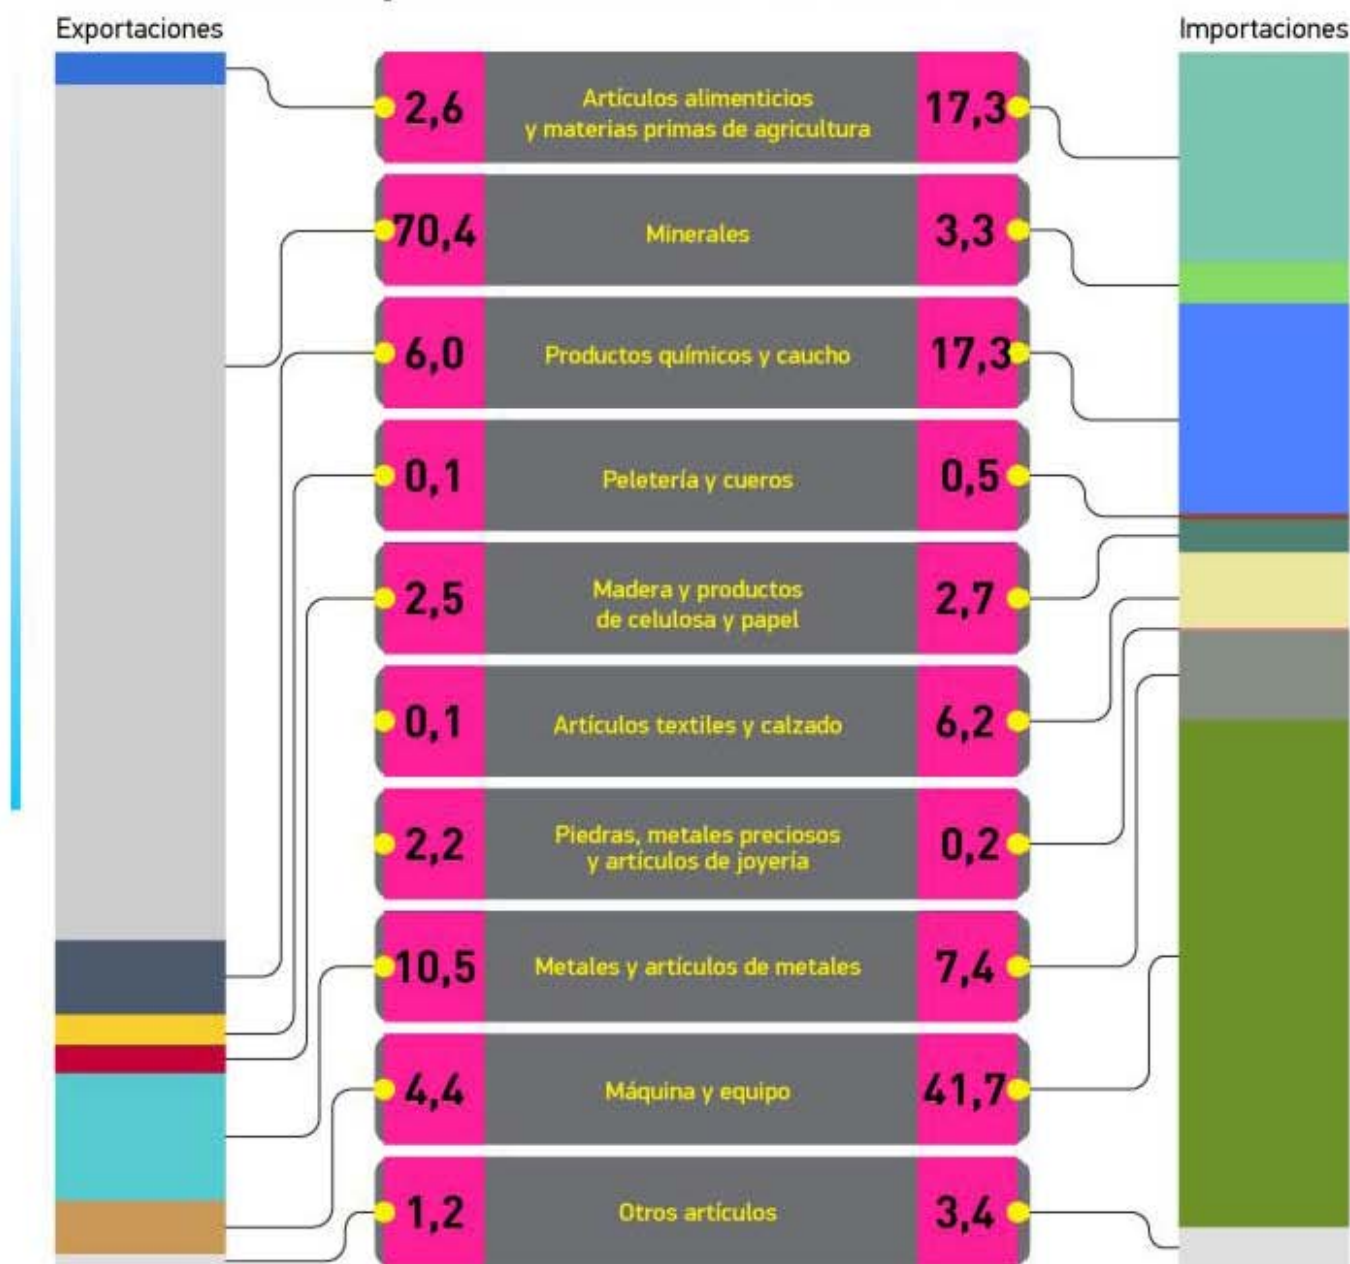 Exportaciones
Importaciones
2,6
Artículos alimenticios
y materias primas de agricultura
17,3
70,4
Minerales
3,3
6,0
Productos químicos y caucho
17,3
0,1
Peletería y cueros
0,5
2,5
Madera y productos
de celulosa y papel
2,7
0,1
Artículos textiles y calzado
6,2
2,2
Piedras, metales preciosos
y artículos de joyería
0,2
10,5
Metales y artículos de metales
7,4
4,4
Máquina y equipo
41,7
1,2
Otros artículos
3,4